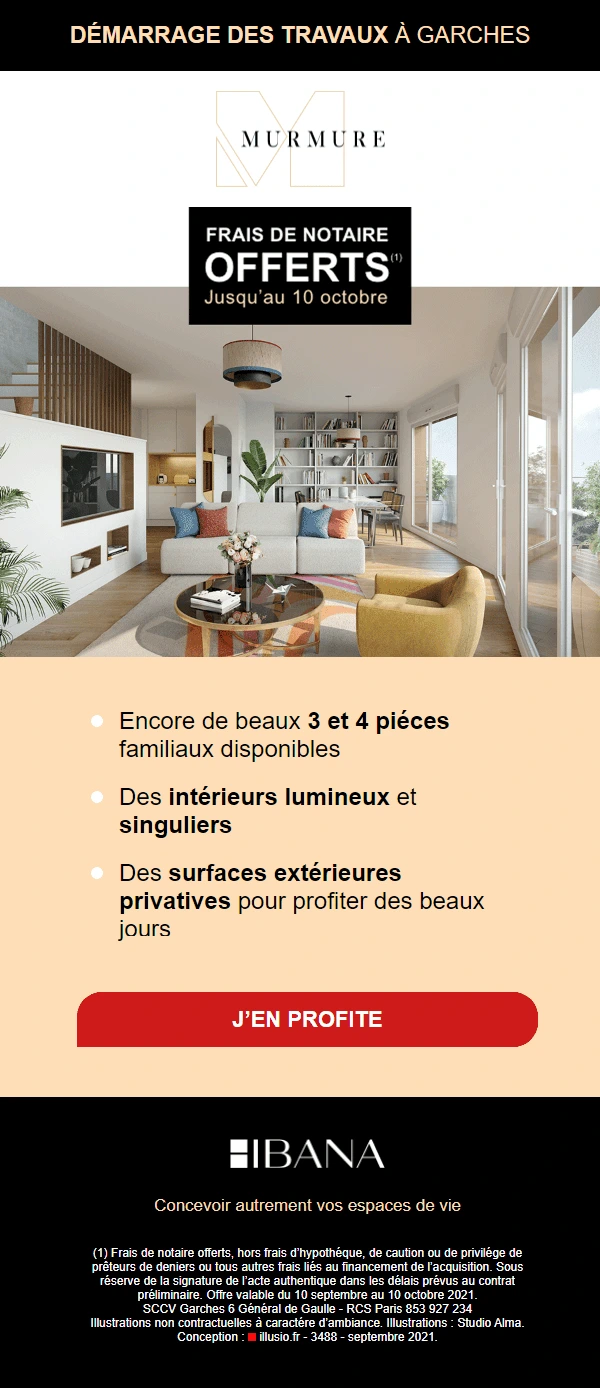 DÉMARRAGE DES TRAVAUX À GARCHES
MURMURE
FRAIS DE NOTAIRE
OFFERTS(1)
Jusqu'au 10 octobre
Encore de beaux 3 et 4 piéces
familiaux disponibles
Des intérieurs lumineux et
singuliers
Des surfaces extérieures
privatives pour profiter des beaux
jours
J'EN PROFITE
IBANA
Concevoir autrement vos espaces de vie
(1) Frais de notaire offerts, hors frais d'hypothéque, de caution ou de privilége de
prêteurs de deniers ou tous autres frais liés au financement de l'acquisition. Sous
réserve de la signature de l'acte authentique dans les délais prévus au contrat
préliminaire. Offre valable du 10 septembre au 10 octobre 2021.
SCCV Garches 6 Général de Gaulle - RCS Paris 853 927 234
Illustrations non contractuelles à caractére d'ambiance. Illustrations : Studio Alma.
Conception : illusio.fr - 3488 - septembre 2021.